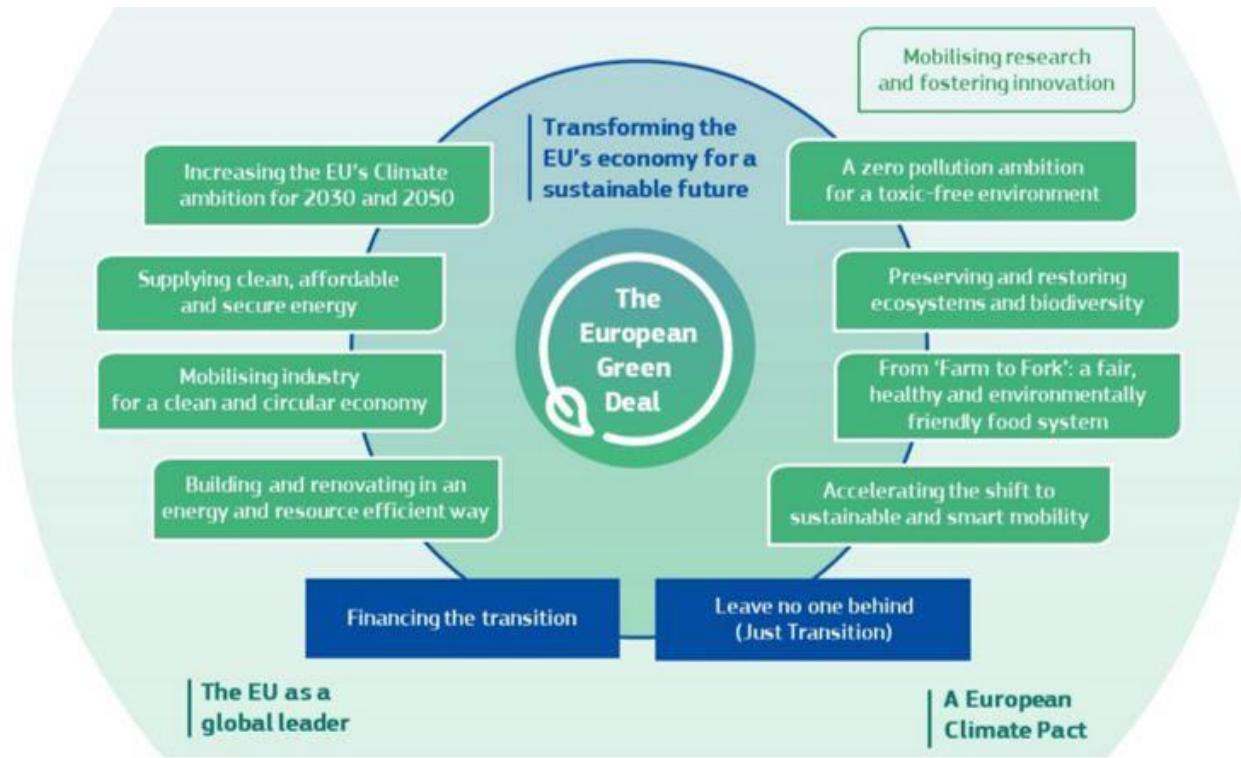 Mobilising research
and fostering innovation
Transforming the
EU's economy for a
sustainable future
Increasing the EU's Climate
ambition for 2030 and 2050
A zero pollution ambition
for a toxic-free environment
Supplying clean, affordable
and secure energy
Preserving and restoring
ecosystems and biodiversity
The
European
Green
Deal
Mobilising industry
for a clean and circular economy
From 'Farm to Fork': a fair,
healthy and environmentally
friendly food system
Building and renovating in an
energy and resource efficient way
Accelerating the shift to
sustainable and smart mobility
Financing the transition
Leave no one behind
(Just Transition)
The EU as a
global leader
A European
Climate Pact